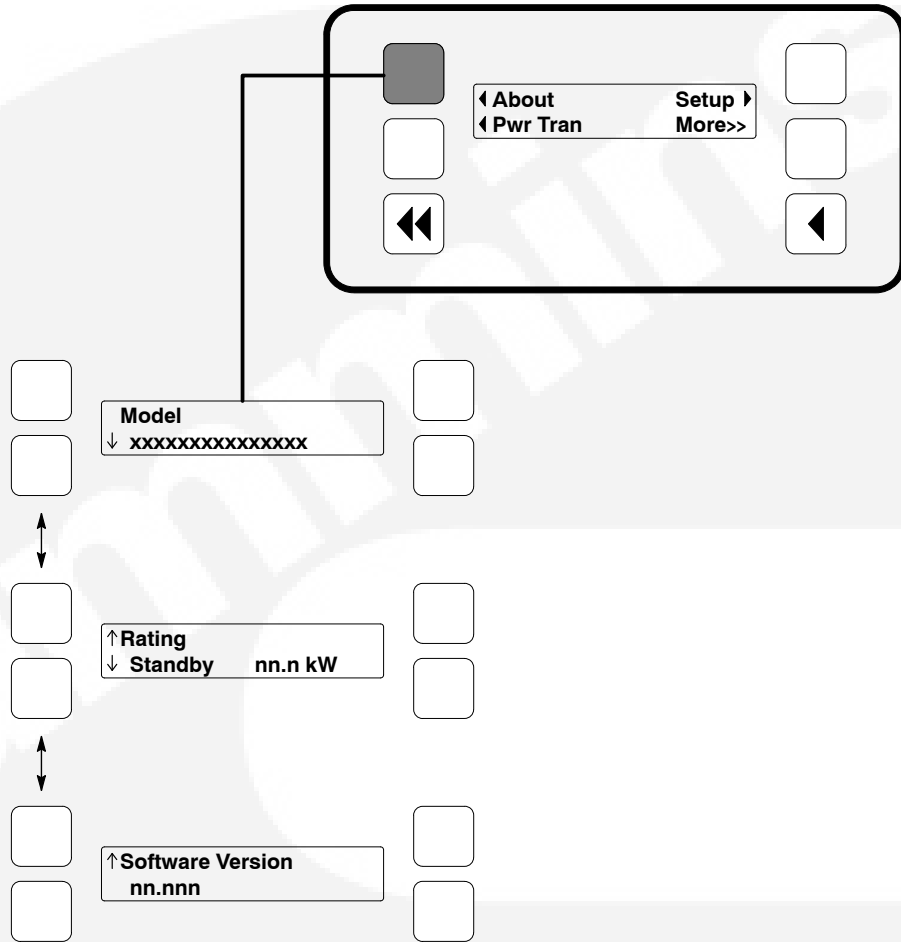 About Setup
Pwr Tran More>>
Model
↓ xxxxxxxxxxxxxxx
↑Rating
↓ Standby nn.n kW
↑Software Version
nn.nnn